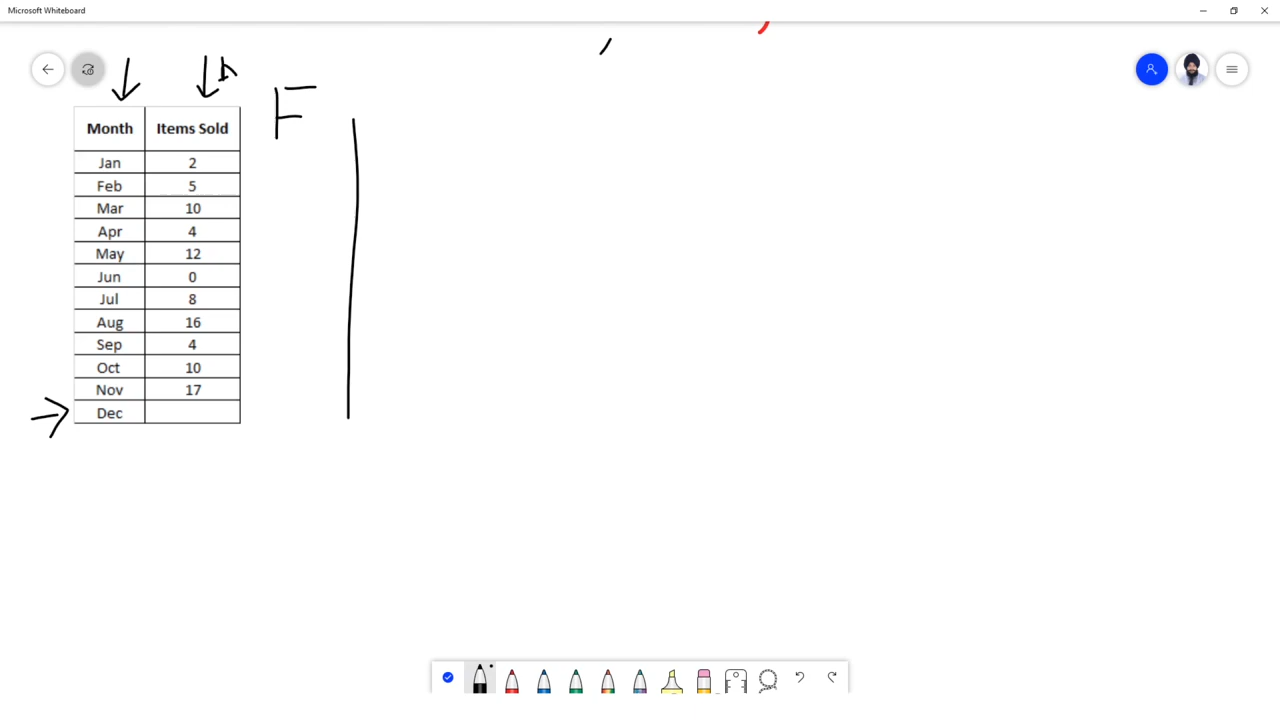 Microsoft Whiteboard
A
F
Month Items Sold
Jan 2
Feb 5
Mar 10
Apr 4
May 12
Jun 0
Jul 8
Aug 16
Sep 4
Oct 10
Nov 17
Dec